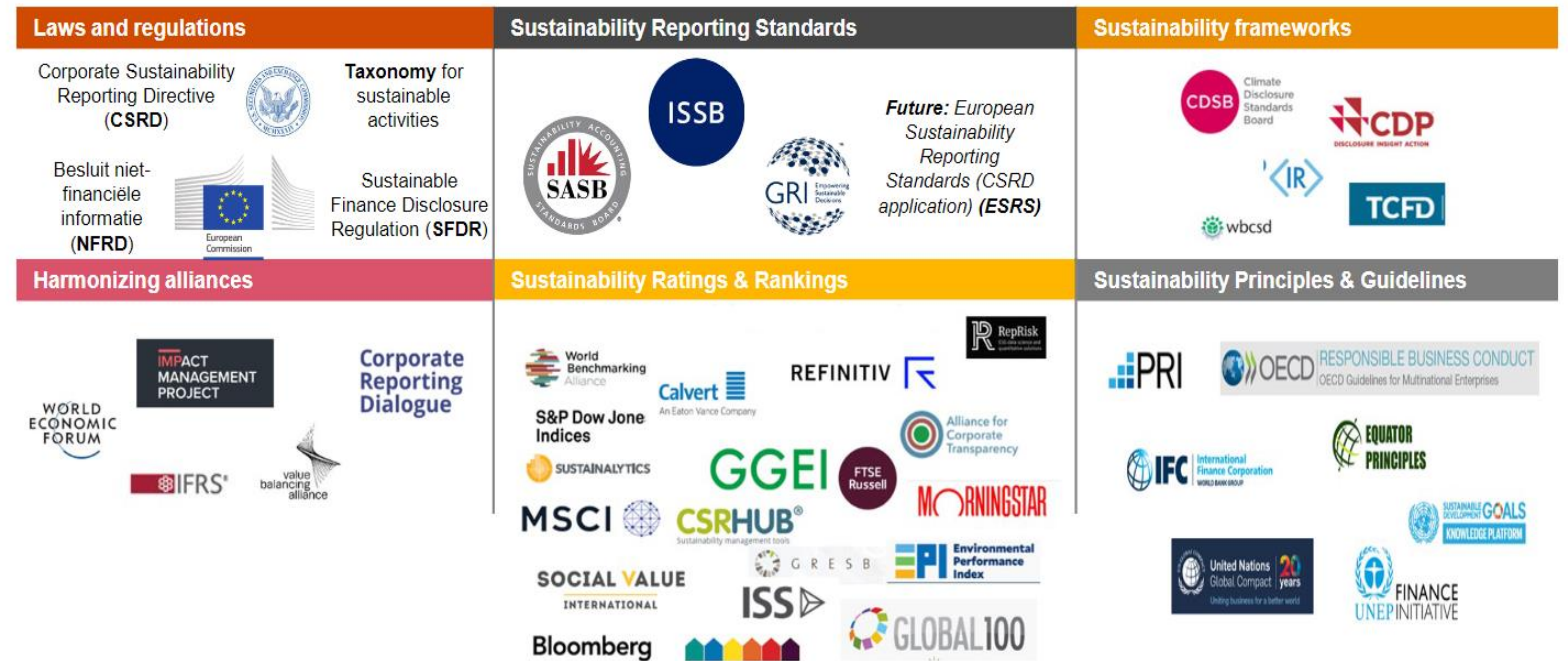 Laws and regulations
Corporate Sustainability
Reporting Directive
(CSRD)
Taxonomy for
sustainable
activities
Besluit niet-
financiële
informatie
(NFRD)
European
Commission
Sustainable
Finance Disclosure
Regulation (SFDR)
Sustainability Reporting Standards
SUSTAINABILITY ACCOUNTING
SASB
STANDARDS BOARD
ISSB
GRI
Empowering
Sustainable
Decisions
Future: European
Sustainability
Reporting
Standards (CSRD
application) (ESRS)
Sustainability frameworks
CDSB
Climate
Disclosure
Standards
Board
CDP
DISCLOSURE INSIGHT ACTION
<IR>
wbcsd
TCFD
Harmonizing alliances
WORLD
ECONOMIC
FORUM
IMPACT
MANAGEMENT
PROJECT
Corporate
Reporting
Dialogue
IFRS®
value
balancing
alliance
Sustainability Ratings & Rankings
World
Benchmarking
Alliance
Calvert
An Eaton Vance Company
REFINITIV
RepRisk
S&P Dow Jone
Indices
Alliance for
Corporate
Transparency
SUSTAINALYTICS
GGEI
FTSE
Russell
MORNINGSTAR
MSCI
CSRHUB®
Sustainability management tools
GRESB
EPI
Environmental
Performance
Index
SOCIAL VALUE
INTERNATIONAL
ISS
GLOBAL100
Bloomberg
Sustainability Principles & Guidelines
PRI
OECD
RESPONSIBLE BUSINESS CONDUCT
OECD Guidelines for Multinational Enterprises
IFC
International
Finance Corporation
WORLD BANK GROUP
EQUATOR
PRINCIPLES
SUSTAINABLE
DEVELOPMENT GOALS
KNOWLEDGE PLATFORM
United Nations
Global Compact
20
years
Uniting business for a better world
FINANCE
UNEP INITIATIVE